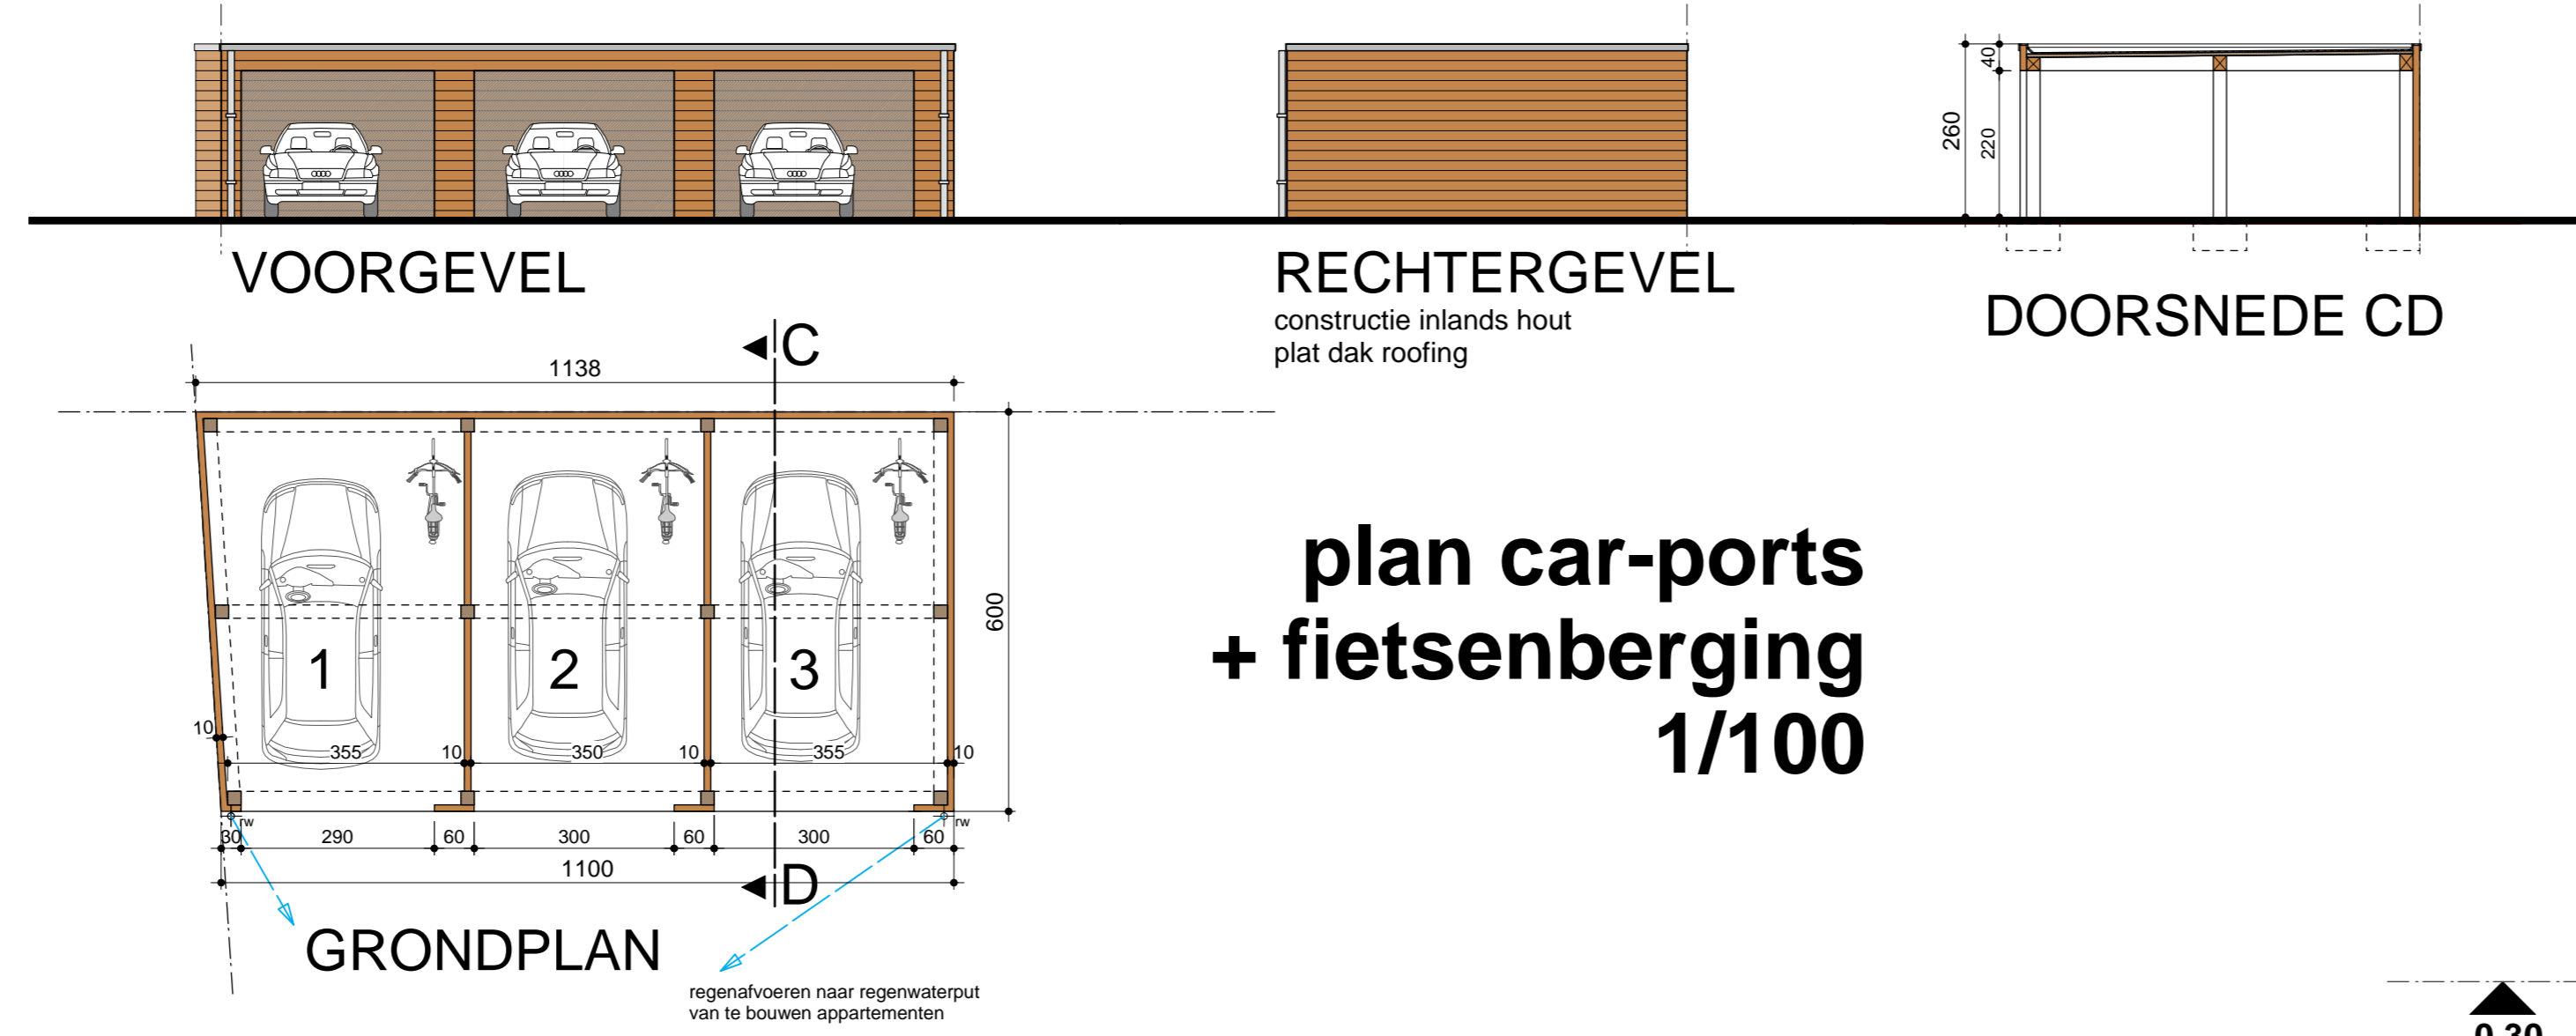 40
260
220
VOORGEVEL
RECHTERGEVEL
constructie inlands hout
plat dak roofing
DOORSNEDE CD
C
1138
plan car-ports
+ fietsenberging
1/100
600
1
2
3
10
355
10
350
10
355
10
rw
rw
30
290
60
300
60
300
60
1100
D
GRONDPLAN
regenafvoeren naar regenwaterput
van te bouwen appartementen